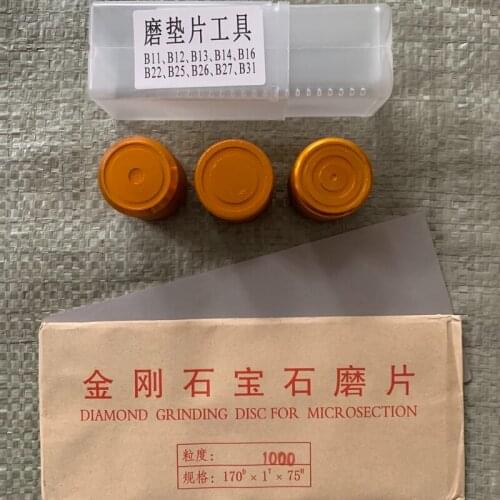 磨垫片工具
B11、B12、B13、B14、B16
B22、B25、B26、B27、B31
金刚石宝石磨片
DIAMOND GRINDING DISC FOR MICROSECTION
粒度: 1000
规格: 170ᴰ×1ᵀ×75ᴴ